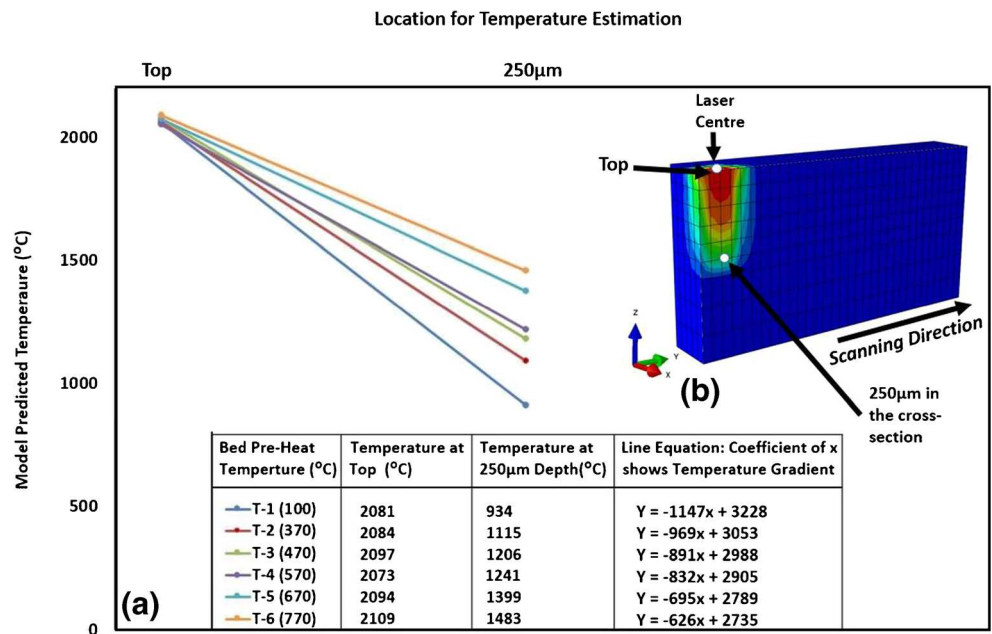 Location for Temperature Estimation
Top
250µm
Model Predicted Temperaure (°C)
2000
1500
1000
500
0
Laser
Centre
Top
Z
Y
X
Scanning Direction
(b)
250µm in
the cross-
section
(a)
Bed Pre-Heat Temperture (°C) Temperature at Top (°C) Temperature at 250µm Depth(°C) Line Equation: Coefficient of x shows Temperature Gradient
T-1 (100) 2081 934 Y = -1147x + 3228
T-2 (370) 2084 1115 Y = -969x + 3053
T-3 (470) 2097 1206 Y = -891x + 2988
T-4 (570) 2073 1241 Y = -832x + 2905
T-5 (670) 2094 1399 Y = -695x + 2789
T-6 (770) 2109 1483 Y = -626x + 2735